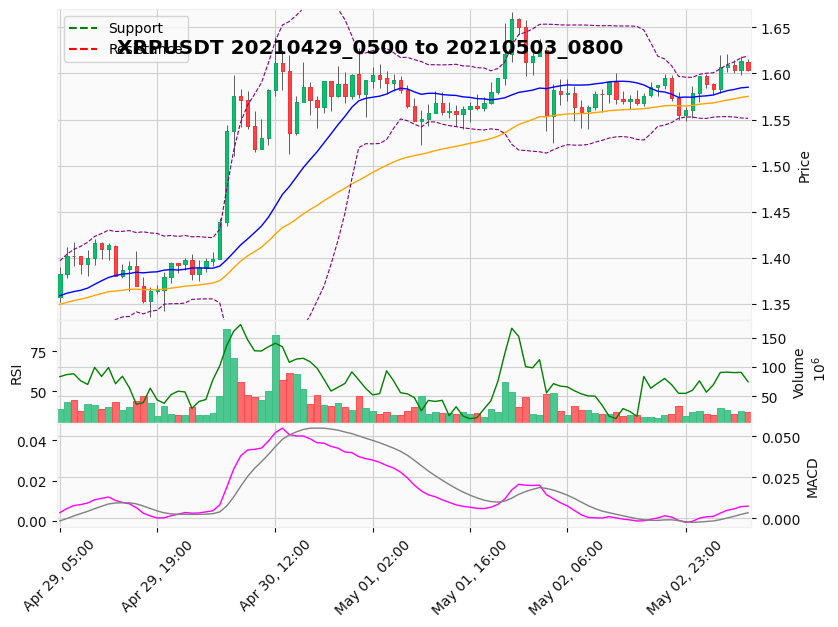 Support
Resistance
XRPUSDT 20210429_0500 to 20210503_0800
1.65
1.60
1.55
1.50
1.45
1.40
1.35
Price
75
50
RSI
150
100
50
Volume
10^6
0.04
0.02
0.00
0.050
0.025
0.000
MACD
Apr 29, 05:00
Apr 29, 19:00
Apr 30, 12:00
May 01, 02:00
May 01, 16:00
May 02, 06:00
May 02, 23:00